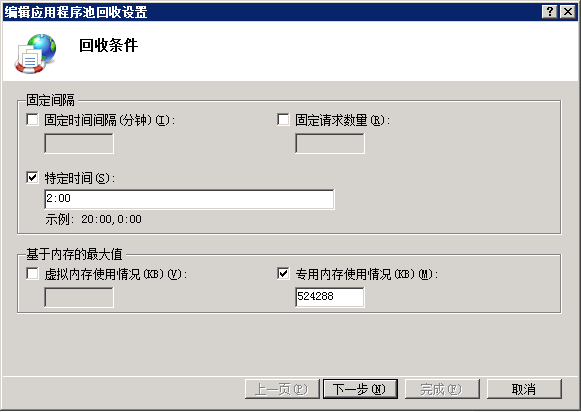 编辑应用程序池回收设置
回收条件
固定间隔
固定时间间隔(分钟)(I):
固定请求数量(R):
特定时间(S):
2:00
示例: 20:00,0:00
基于内存的最大值
虚拟内存使用情况(KB)(V):
专用内存使用情况(KB)(M):
524288
上一页(P) 下一步(N) 完成(F) 取消